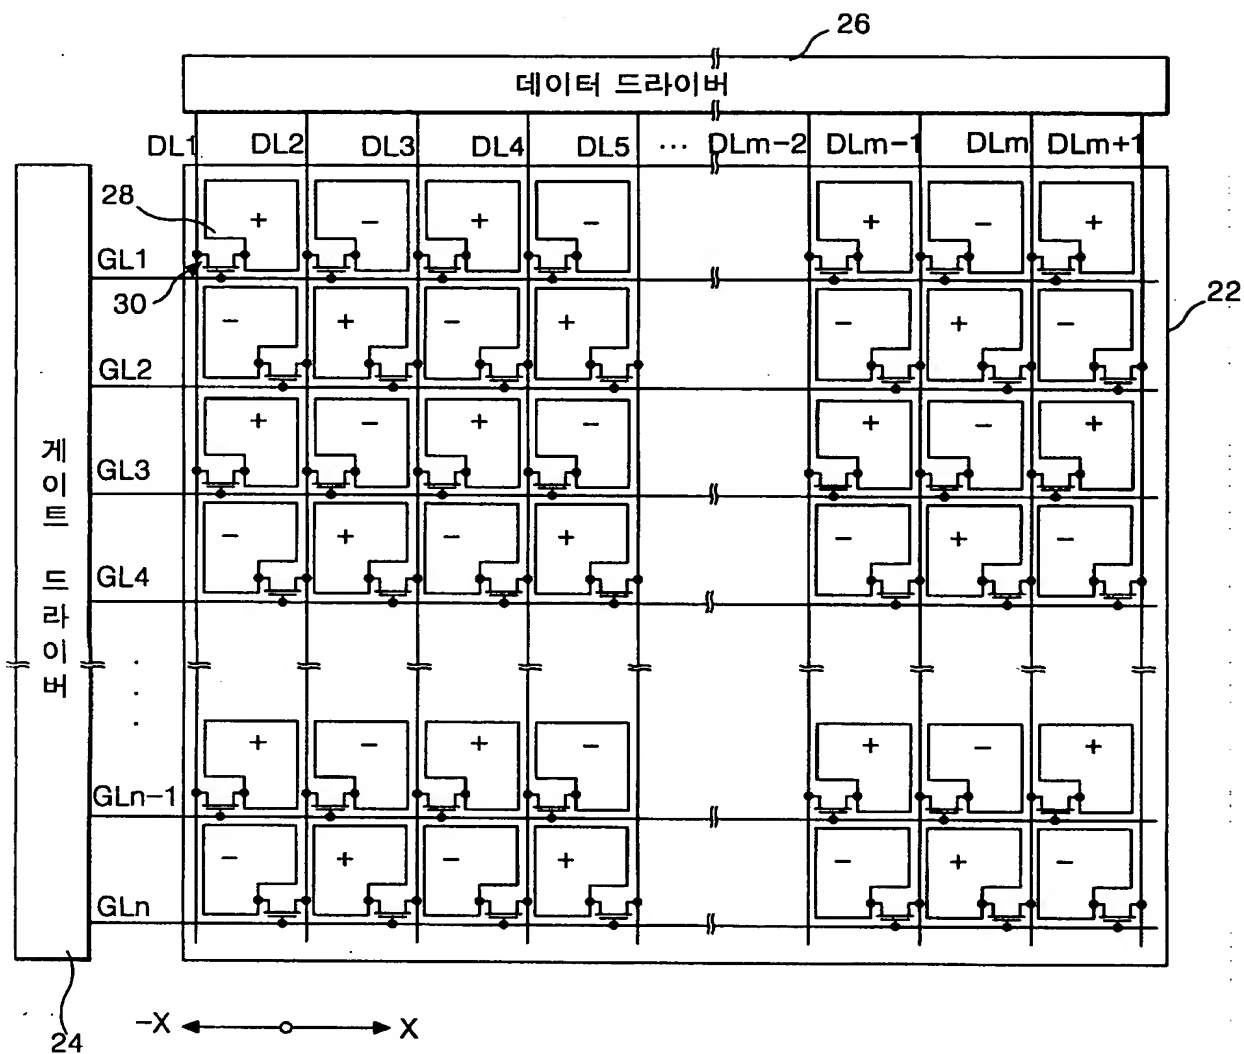 26
데이터 드라이버
DL1 DL2 DL3 DL4 DL5 ... DLm-2 DLm-1 DLm DLm+1
28
+ - + - + - +
GL1
30
22
- + - + - + -
GL2
+ - + - + - +
GL3
- + - + - + -
GL4
게이트 드라이버
+ - + - + - +
GLn-1
- + - + - + -
GLn
-X X
24